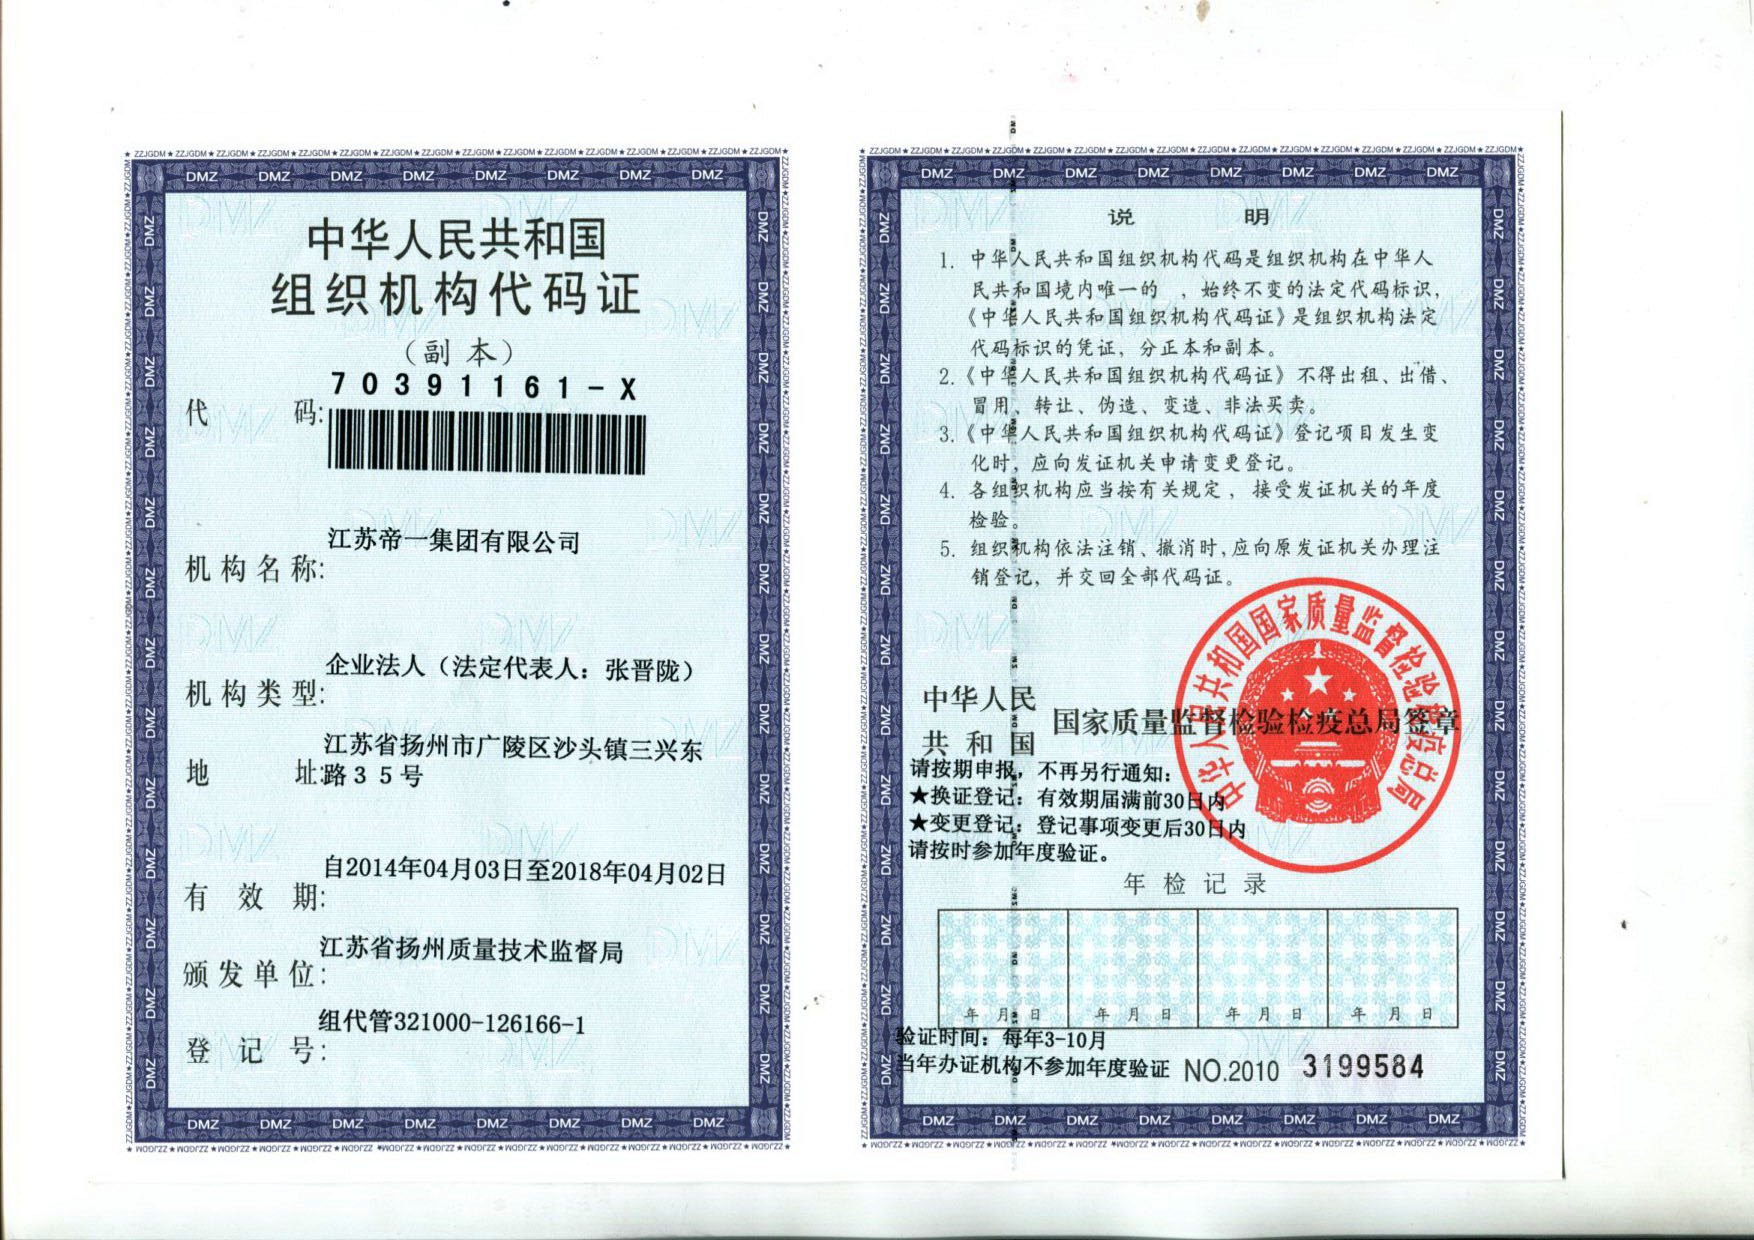 中华人民共和国
组织机构代码证
（副 本）
70391161-X
代 码:
江苏帝一集团有限公司
机构名称:
企业法人（法定代表人：张晋陇）
机构类型:
江苏省扬州市广陵区沙头镇三兴东
地 址:路３５号
自2014年04月03日至2018年04月02日
有 效 期:
江苏省扬州质量技术监督局
颁发单位:
组代管321000-126166-1
登 记 号:
说 明
1. 中华人民共和国组织机构代码是组织机构在中华人
民共和国境内唯一的 ，始终不变的法定代码标识，
《中华人民共和国组织机构代码证》是组织机构法定
代码标识的凭证，分正本和副本。
2.《中华人民共和国组织机构代码证》不得出租、出借、
冒用、转让、伪造、变造、非法买卖。
3.《中华人民共和国组织机构代码证》登记项目发生变
化时，应向发证机关申请变更登记。
4. 各组织机构应当按有关规定，接受发证机关的年度
检验。
5. 组织机构依法注销、撤消时,应向原发证机关办理注
销登记，并交回全部代码证。
中华人民共和国国家质量监督检验检疫总局
中华人民
共 和 国
国家质量监督检验检疫总局签章
请按期申报，不再另行通知:
★换证登记：有效期届满前30日内
★变更登记：登记事项变更后30日内
请按时参加年度验证。
年 检 记 录
年 月 日 年 月 日 年 月 日 年 月 日
验证时间：每年3-10月
当年办证机构不参加年度验证 NO.2010 3199584